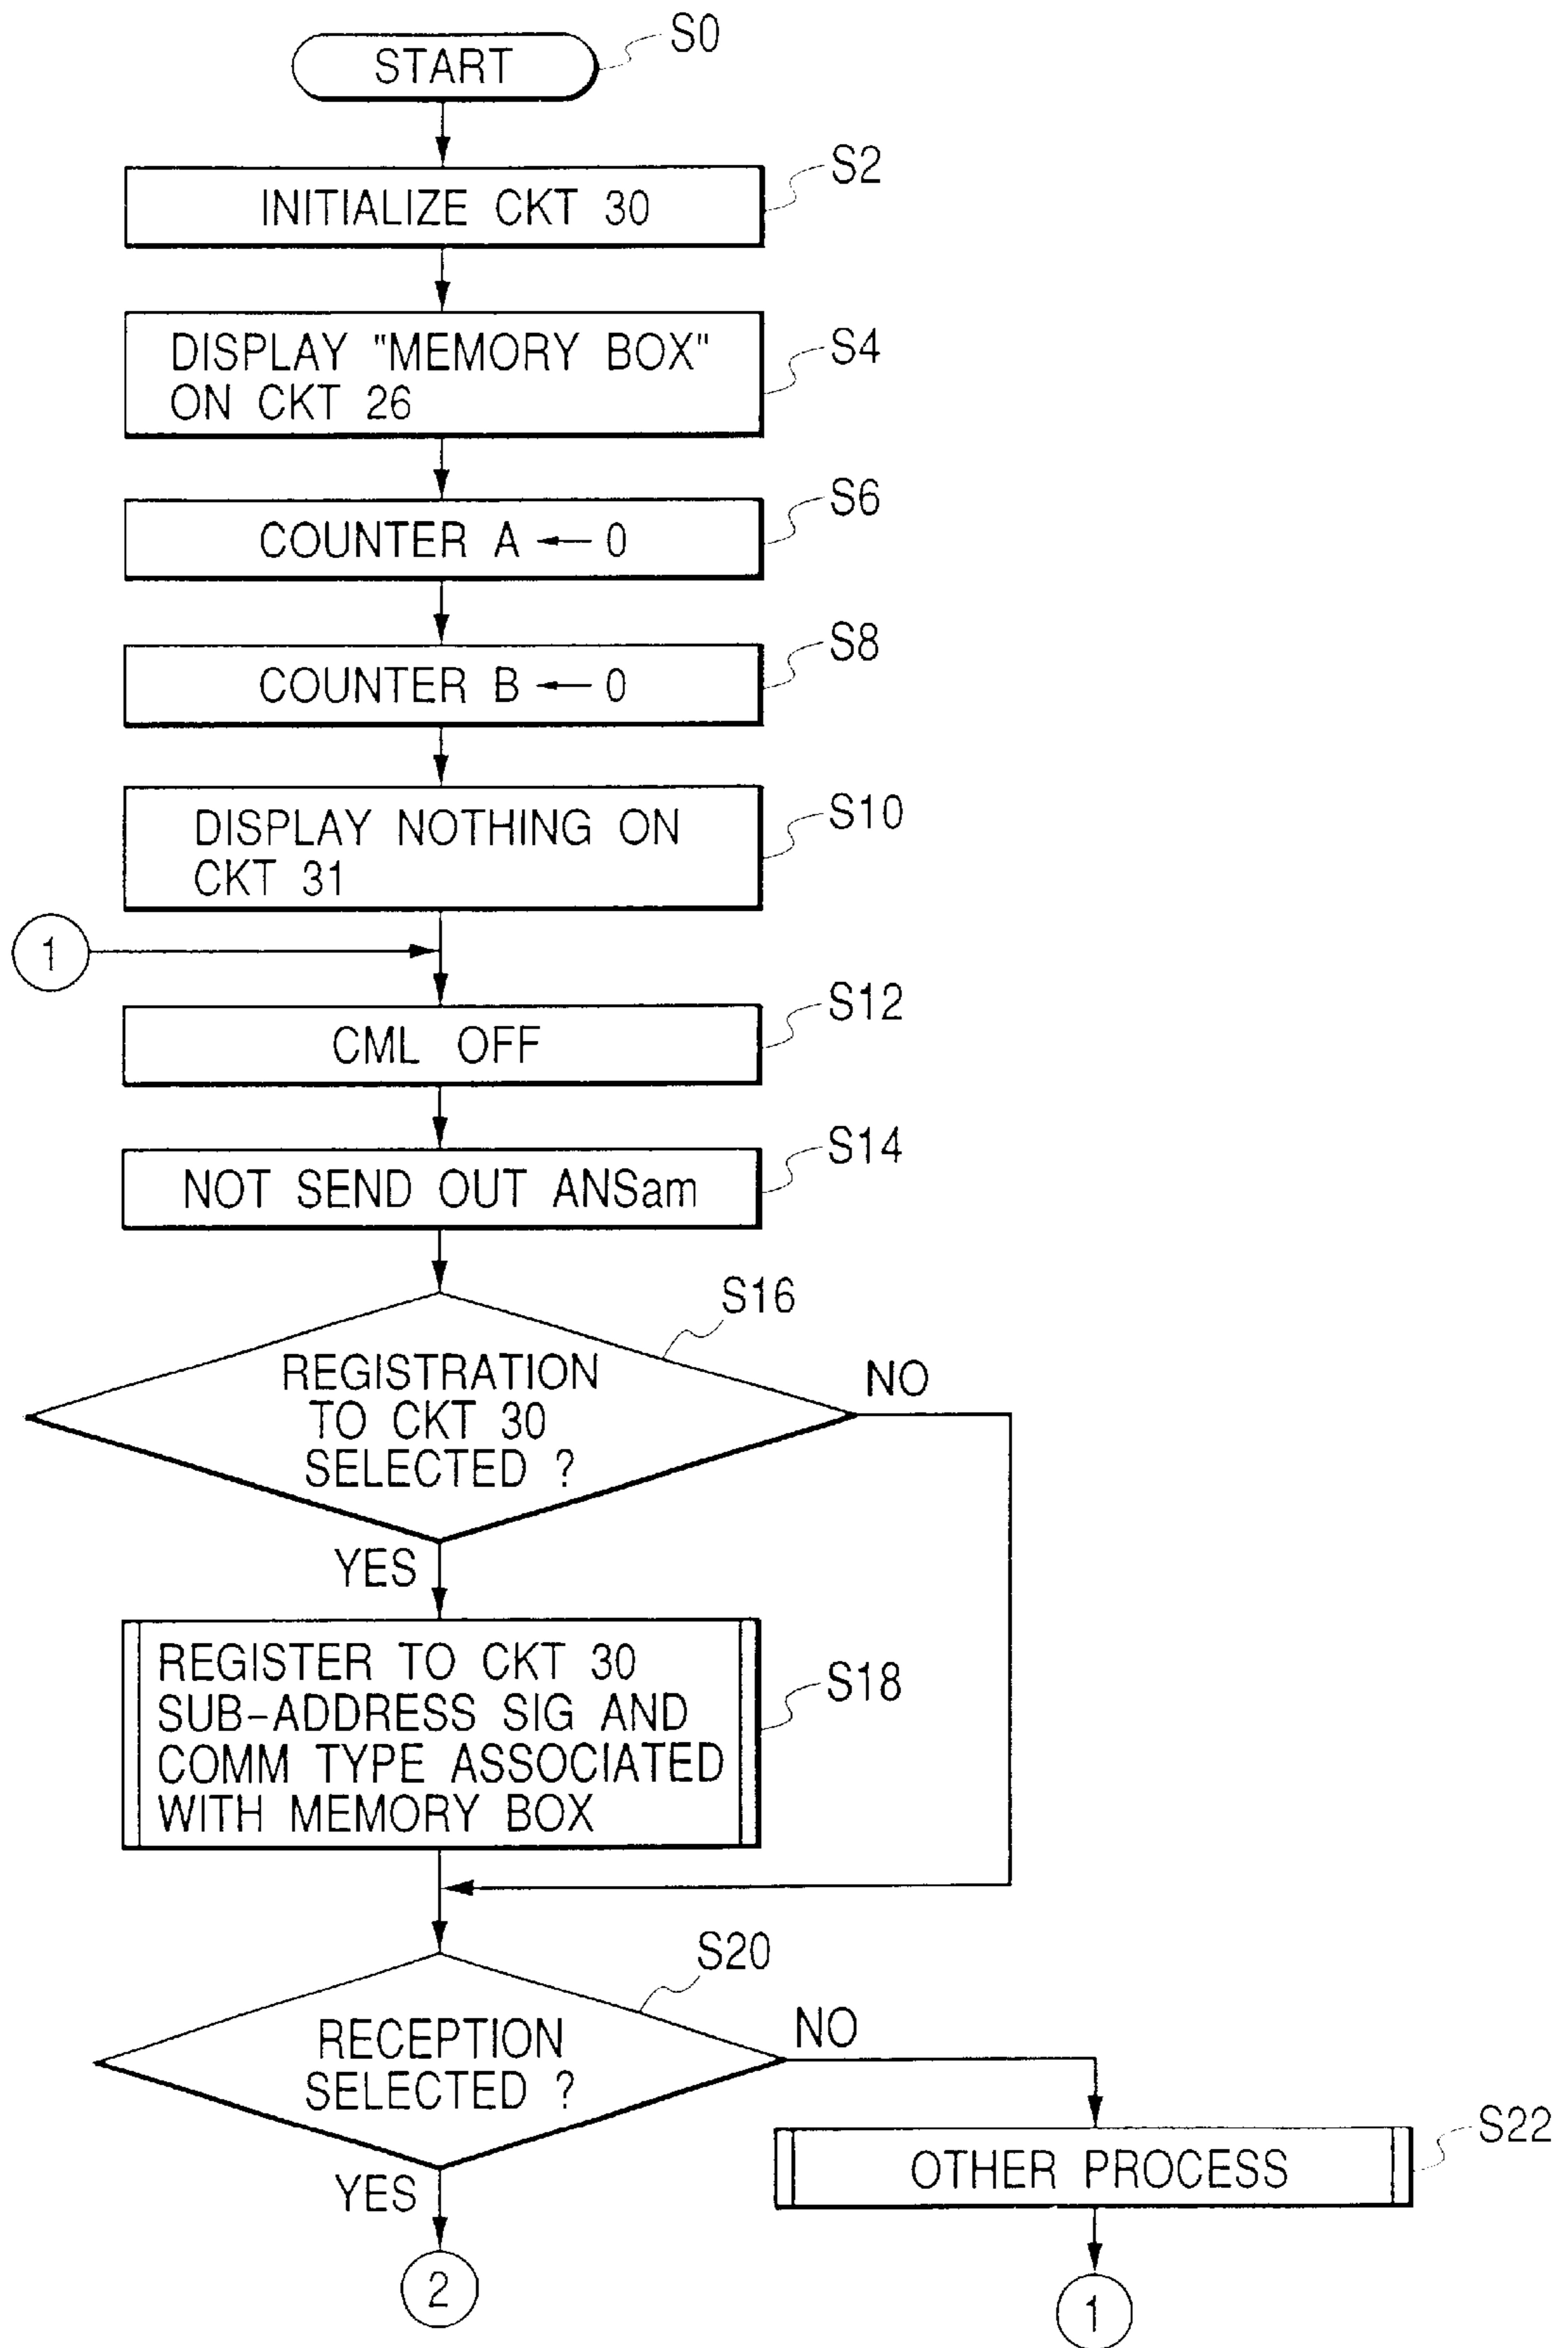 START
S0
INITIALIZE CKT 30
S2
DISPLAY "MEMORY BOX"
ON CKT 26
S4
COUNTER A ← 0
S6
COUNTER B ← 0
S8
DISPLAY NOTHING ON
CKT 31
S10
1
CML OFF
S12
NOT SEND OUT ANSam
S14
REGISTRATION
TO CKT 30
SELECTED ?
S16
NO
YES
REGISTER TO CKT 30
SUB-ADDRESS SIG AND
COMM TYPE ASSOCIATED
WITH MEMORY BOX
S18
RECEPTION
SELECTED ?
S20
NO
YES
OTHER PROCESS
S22
2
1